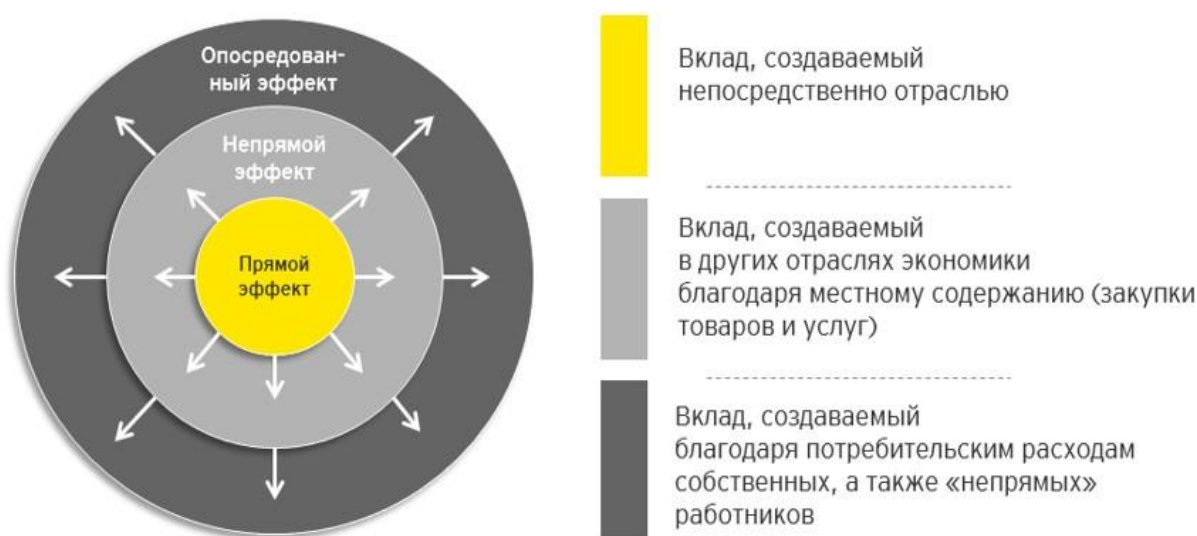 Опосредован-
ный эффект
Непрямой
эффект
Прямой
эффект
Вклад, создаваемый
непосредственно отраслью
Вклад, создаваемый
в других отраслях экономики
благодаря местному содержанию (закупки
товаров и услуг)
Вклад, создаваемый
благодаря потребительским расходам
собственных, а также «непрямых»
работников